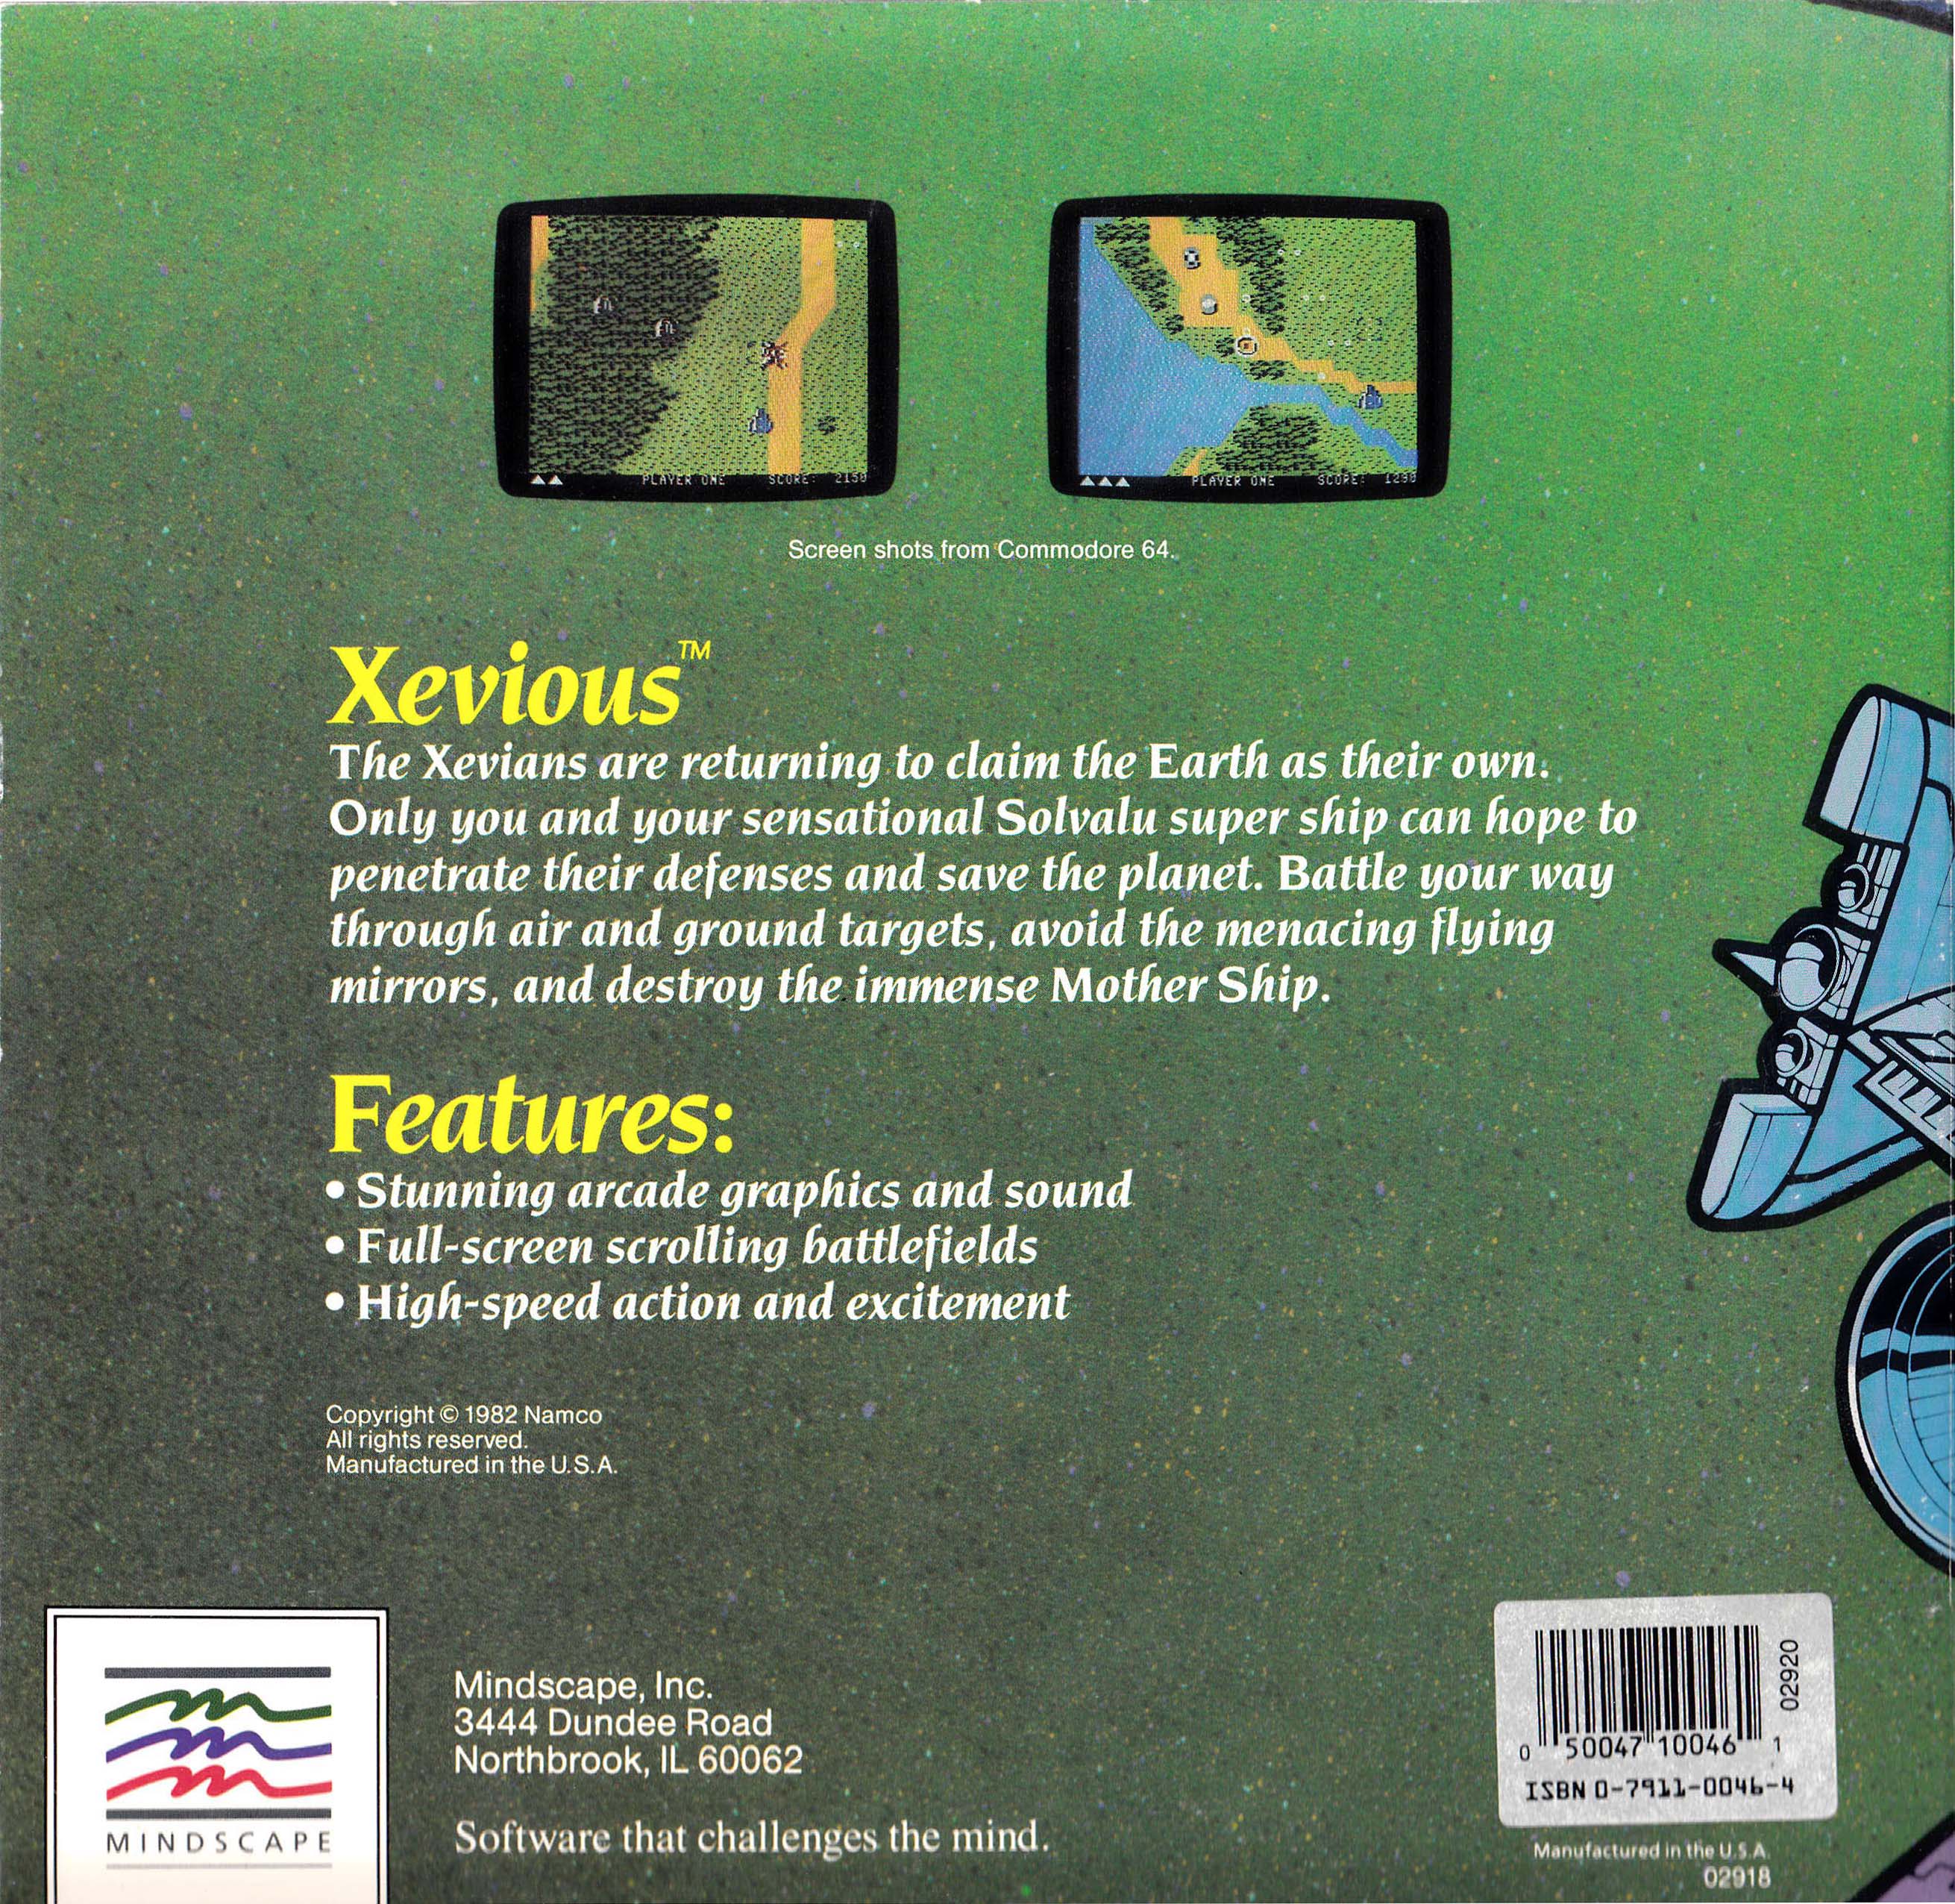 PLAYER ONE SCORE: 2150
PLAYER ONE SCORE: 1290
Screen shots from Commodore 64.
Xevious™
The Xevians are returning to claim the Earth as their own.
Only you and your sensational Solvalu super ship can hope to
penetrate their defenses and save the planet. Battle your way
through air and ground targets, avoid the menacing flying
mirrors, and destroy the immense Mother Ship.
Features:
• Stunning arcade graphics and sound
• Full-screen scrolling battlefields
• High-speed action and excitement
Copyright © 1982 Namco
All rights reserved.
Manufactured in the U.S.A.
MINDSCAPE
Mindscape, Inc.
3444 Dundee Road
Northbrook, IL 60062
Software that challenges the mind.
02920
0 50047 10046 1
ISBN 0-7911-0046-4
Manufactured in the U.S.A.
02918